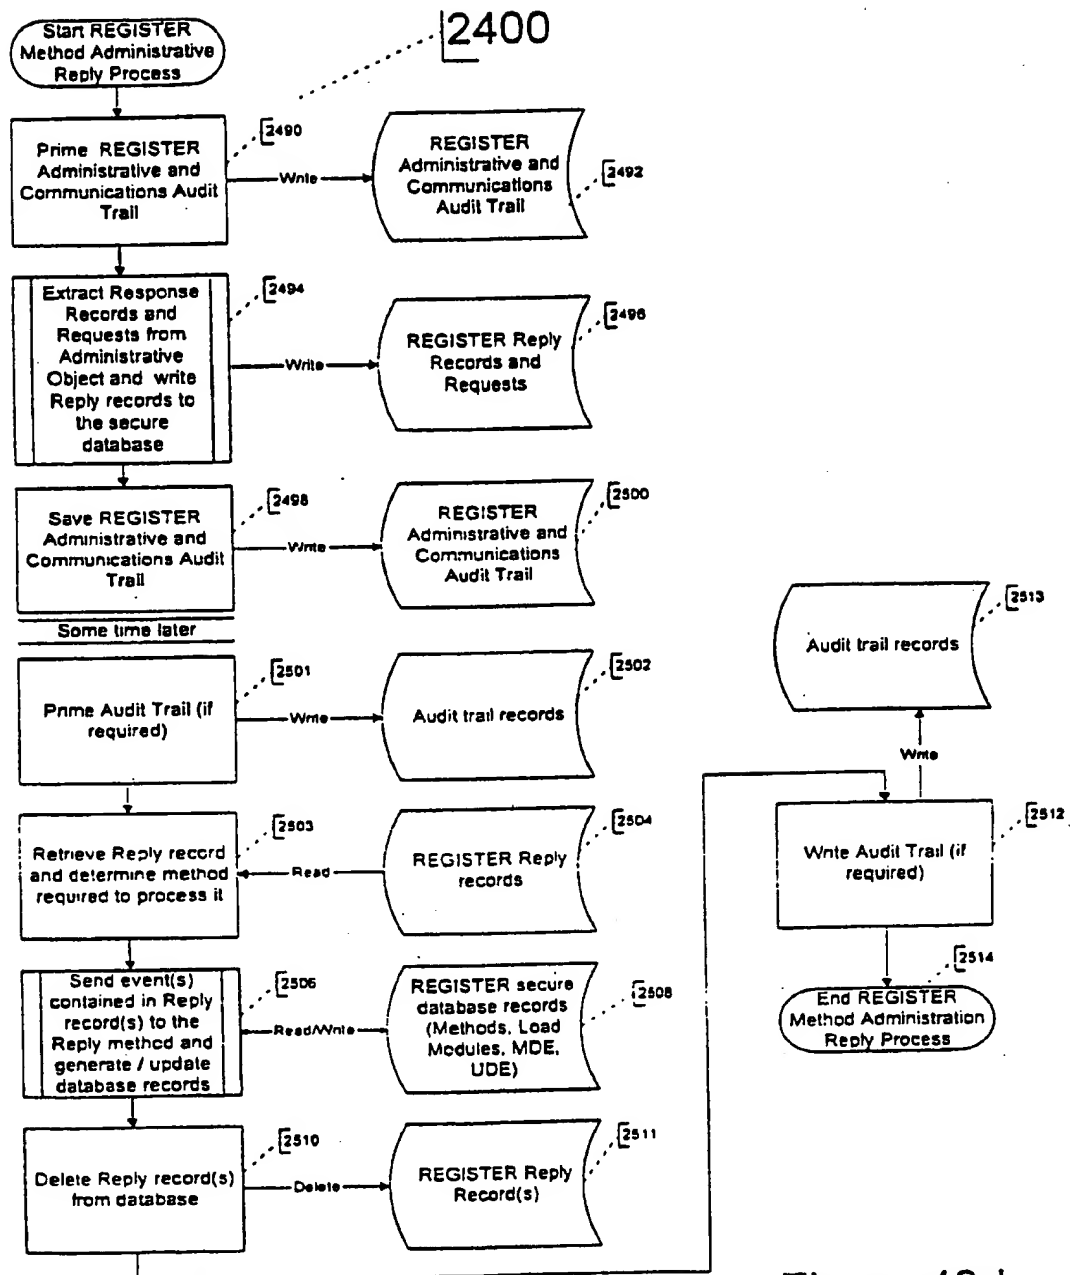 Start REGISTER
Method Administrative
Reply Process
2400
Prime REGISTER
Administrative and
Communications Audit
Trail
2490
Write
REGISTER
Administrative and
Communications
Audit Trail
2492
Extract Response
Records and
Requests from
Administrative
Object and write
Reply records to
the secure
database
2494
Write
REGISTER Reply
Records and
Requests
2496
Save REGISTER
Administrative and
Communications Audit
Trail
2498
Write
REGISTER
Administrative and
Communications
Audit Trail
2500
Some time later
Prime Audit Trail (if
required)
2501
Write
Audit trail records
2502
Retrieve Reply record
and determine method
required to process it
2503
Read
REGISTER Reply
records
2504
Send event(s)
contained in Reply
record(s) to the
Reply method and
generate / update
database records
2506
Read/Write
REGISTER secure
database records
(Methods, Load
Modules, MDE,
UDE)
2508
Delete Reply record(s)
from database
2510
Delete
REGISTER Reply
Record(s)
2511
Audit trail records
2513
Write
Write Audit Trail (if
required)
2512
2514
End REGISTER
Method Administration
Reply Process